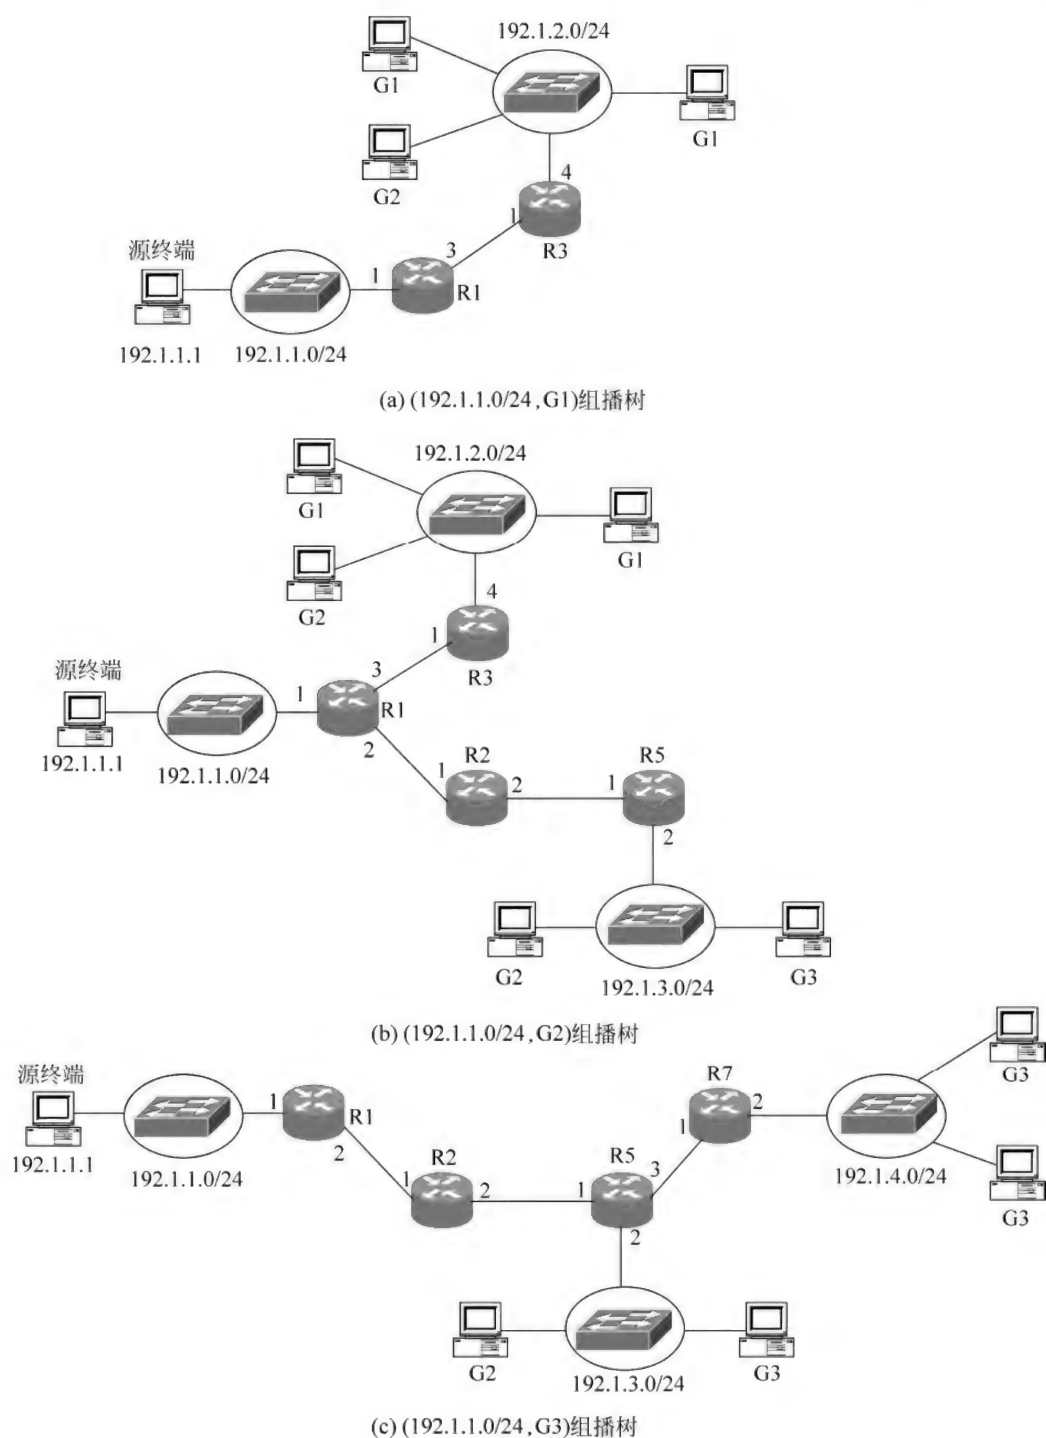 192.1.2.0/24
G1
G1
G2
4
1
R3
3
源终端
1
R1
192.1.1.1
192.1.1.0/24
(a) (192.1.1.0/24,G1)组播树
192.1.2.0/24
G1
G1
G2
4
1
R3
3
源终端
1
R1
2
192.1.1.1
192.1.1.0/24
R2
R5
1
2
1
2
G2
G3
192.1.3.0/24
(b) (192.1.1.0/24,G2)组播树
源终端
R7
G3
1
R1
2
1
2
192.1.1.1
192.1.1.0/24
R2
R5
3
192.1.4.0/24
1
2
1
G3
2
G2
G3
192.1.3.0/24
(c) (192.1.1.0/24,G3)组播树